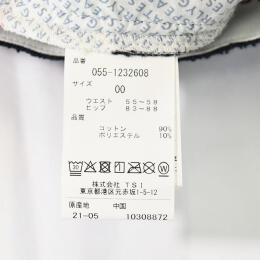 品番
055-1232608
サイズ
00
ウエスト 55～58
ヒップ 83～88
品質
コットン 90%
ポリエステル 10%
株式会社 TSI
東京都港区元赤坂1-5-12
原産地 中国
21-05 10308872